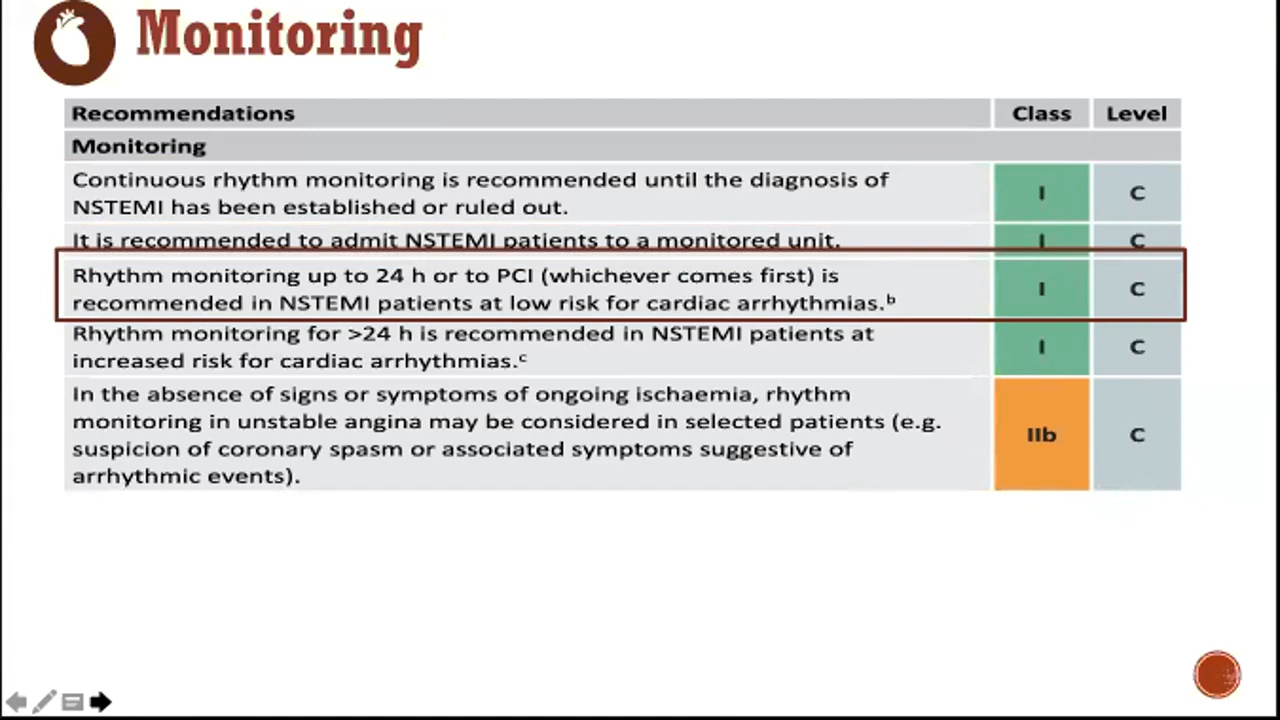 Monitoring
Recommendations Class Level
Monitoring
Continuous rhythm monitoring is recommended until the diagnosis of
NSTEMI has been established or ruled out.
I C
It is recommended to admit NSTEMI patients to a monitored unit. I C
Rhythm monitoring up to 24 h or to PCI (whichever comes first) is
recommended in NSTEMI patients at low risk for cardiac arrhythmias.ᵇ
I C
Rhythm monitoring for >24 h is recommended in NSTEMI patients at
increased risk for cardiac arrhythmias.ᶜ
I C
In the absence of signs or symptoms of ongoing ischaemia, rhythm
monitoring in unstable angina may be considered in selected patients (e.g.
suspicion of coronary spasm or associated symptoms suggestive of
arrhythmic events).
IIb C